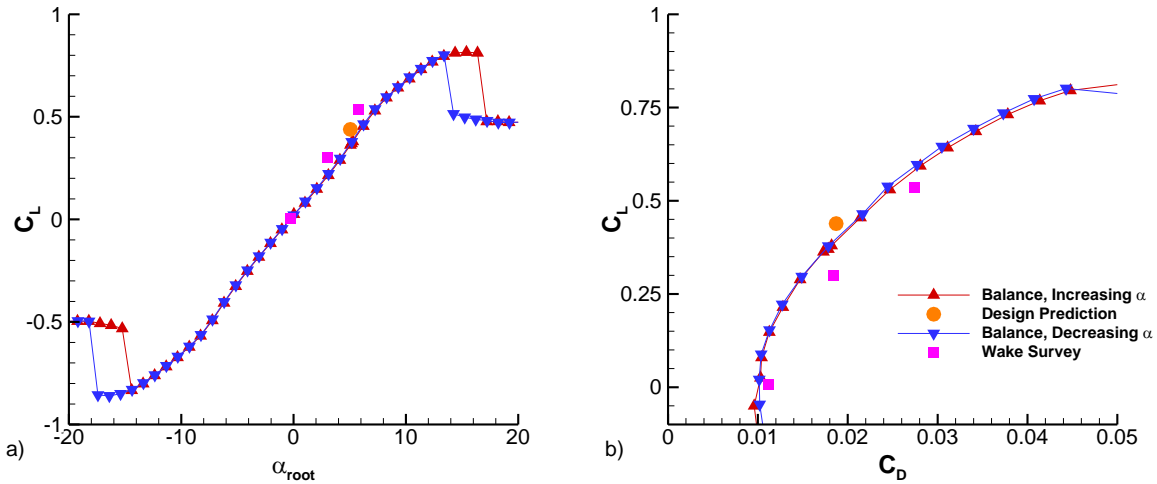 1
0.5
0
-0.5
-1
C_L
-20
-10
0
10
20
α_root
a)
1
0.75
0.5
0.25
0
C_L
0
0.01
0.02
0.03
0.04
0.05
C_D
b)
Balance, Increasing α
Design Prediction
Balance, Decreasing α
Wake Survey